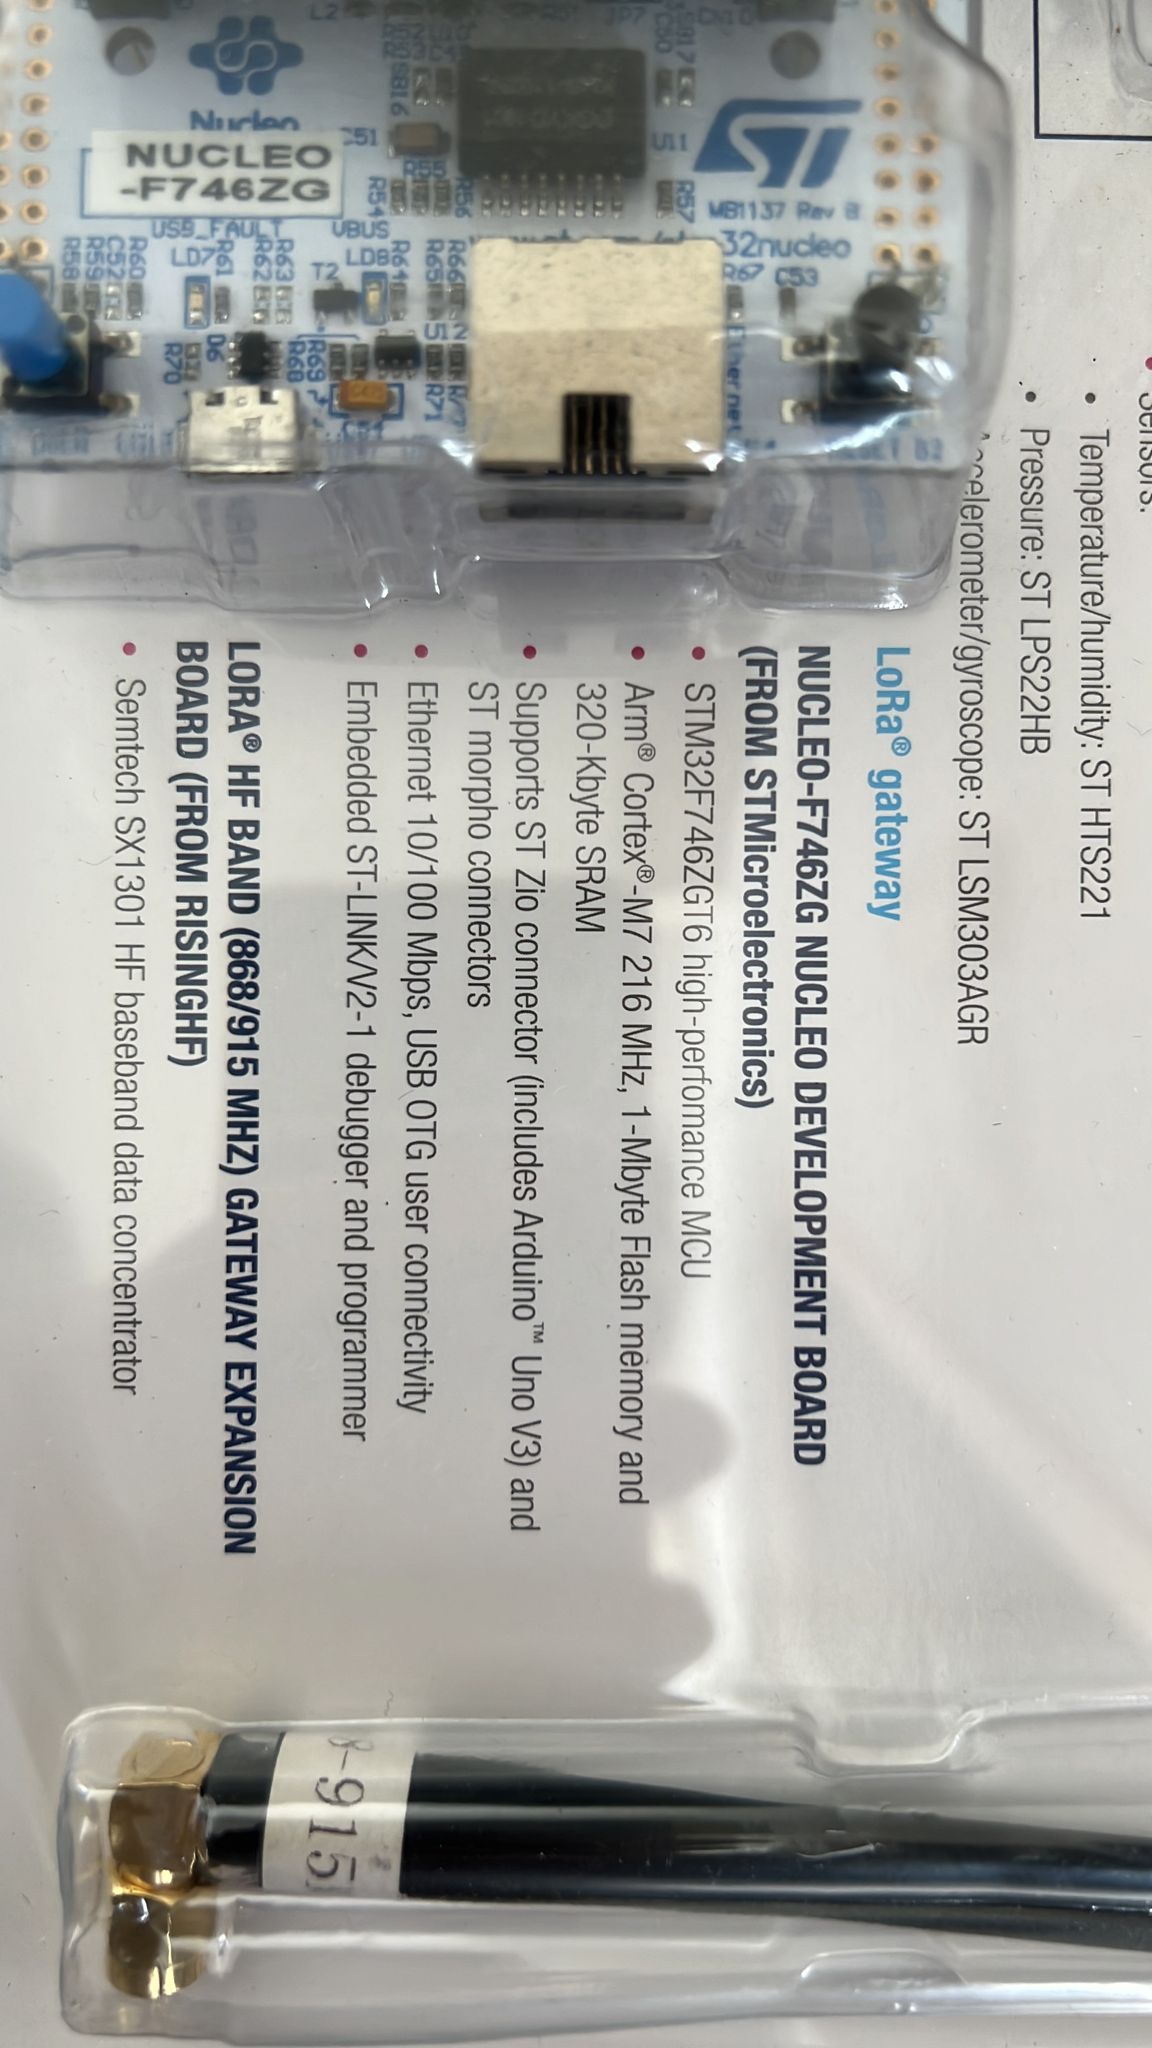 Sensors:
• Temperature/humidity: ST HTS221
• Pressure: ST LPS22HB
Accelerometer/gyroscope: ST LSM303AGR
LoRa® gateway
NUCLEO-F746ZG NUCLEO DEVELOPMENT BOARD
(FROM STMicroelectronics)
• STM32F746ZGT6 high-perfomance MCU
• Arm® Cortex®-M7 216 MHz, 1-Mbyte Flash memory and
320-Kbyte SRAM
• Supports ST Zio connector (includes Arduino™ Uno V3) and
ST morpho connectors
• Ethernet 10/100 Mbps, USB OTG user connectivity
• Embedded ST-LINK/V2-1 debugger and programmer
LORA® HF BAND (868/915 MHZ) GATEWAY EXPANSION
BOARD (FROM RISINGHF)
• Semtech SX1301 HF baseband data concentrator
8-915
ST
MB1137 Rev B
32nucleo
C53
R67
Ethernet
SB17
C50
U11
R57
JP7
R56
R66
R65
R71
R55
SB16
R64
R54
LD8
VBUS
T2
R69
R68
R63
R62
R61
LD7
USB_FAULT
D6
R70
NUCLEO
-F746ZG
R60
C52
R59
R58